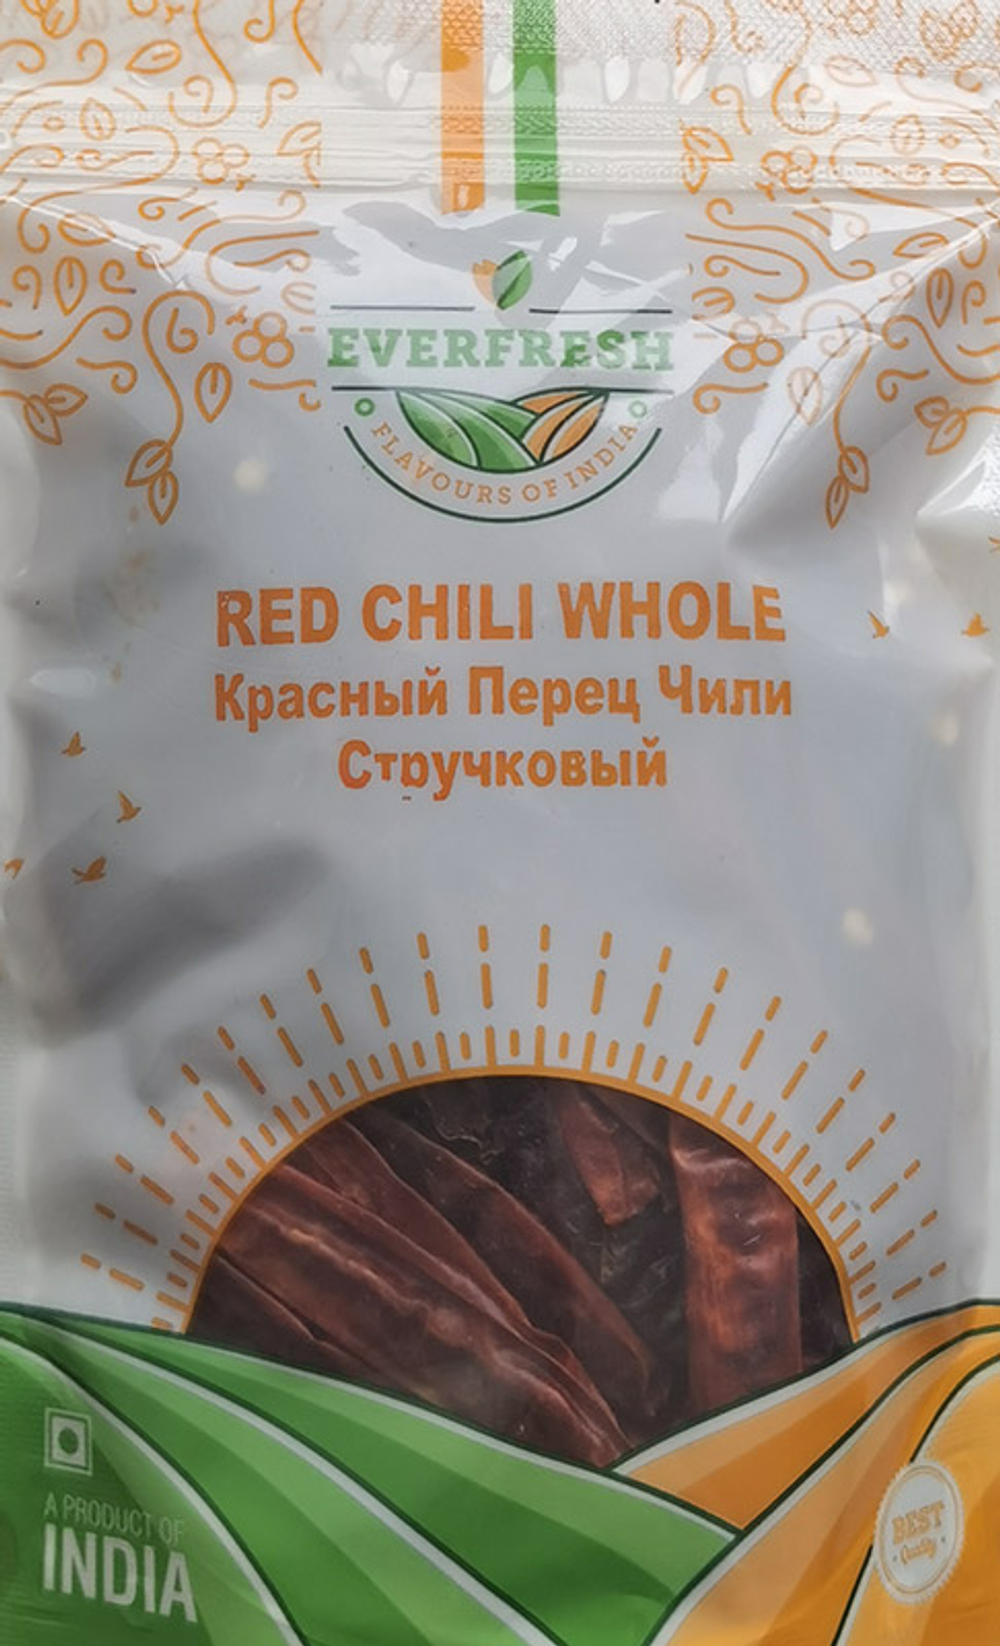 EVERFRESH
FLAVOURS OF INDIA
RED CHILI WHOLE
Красный Перец Чили
Стручковый
A PRODUCT OF
INDIA
BEST
Quality